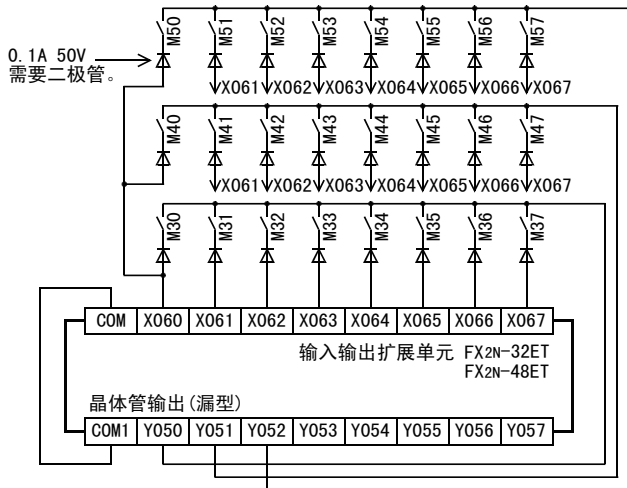 M50 M51 M52 M53 M54 M55 M56 M57
0.1A 50V
需要二极管。
X061 X062 X063 X064 X065 X066 X067
M40 M41 M42 M43 M44 M45 M46 M47
X061 X062 X063 X064 X065 X066 X067
M30 M31 M32 M33 M34 M35 M36 M37
COM X060 X061 X062 X063 X064 X065 X066 X067
输入输出扩展单元 FX2N-32ET
FX2N-48ET
晶体管输出(漏型)
COM1 Y050 Y051 Y052 Y053 Y054 Y055 Y056 Y057